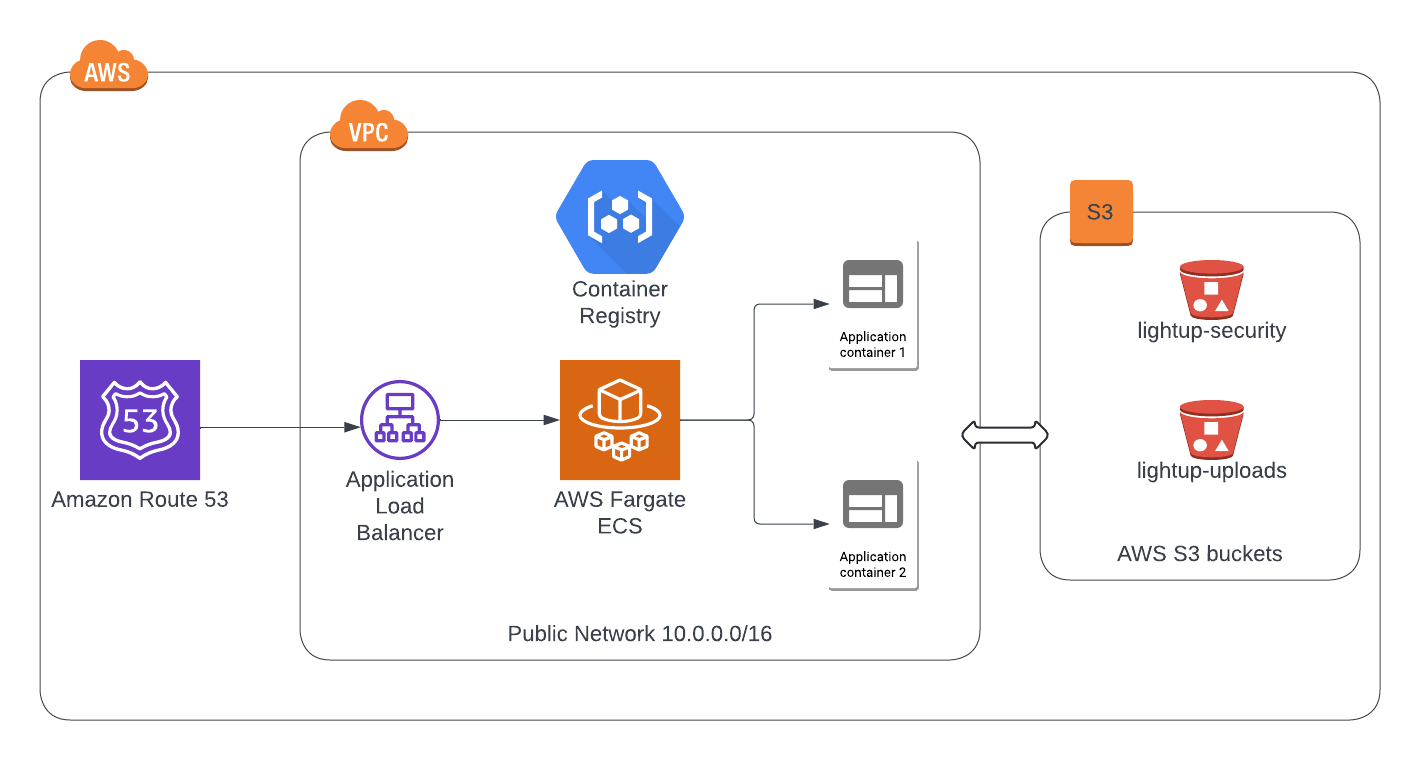 AWS
VPC
S3
Container
Registry
Application
container 1
lightup-security
53
Amazon Route 53
Application
Load
Balancer
AWS Fargate
ECS
lightup-uploads
Application
container 2
AWS S3 buckets
Public Network 10.0.0.0/16